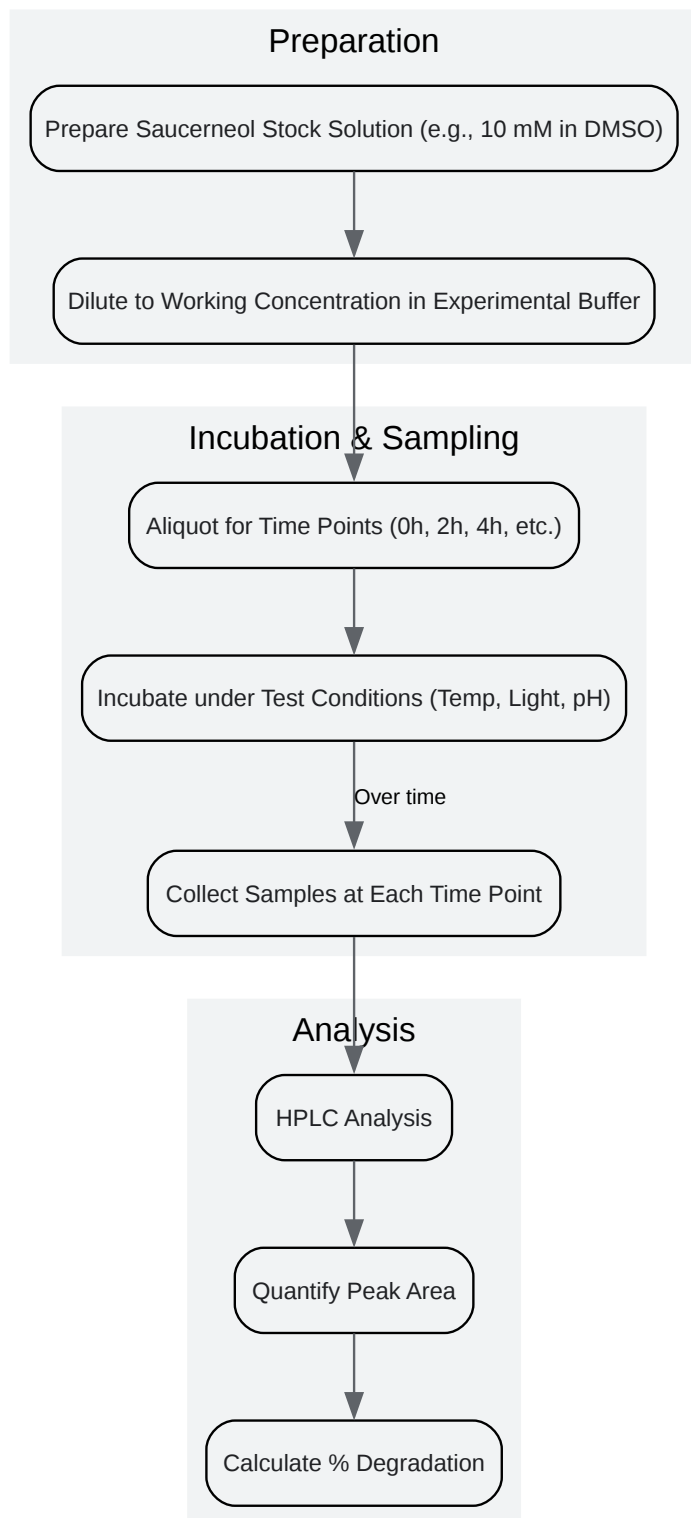 Preparation
Prepare Saucerneol Stock Solution (e.g., 10 mM in DMSO)
Dilute to Working Concentration in Experimental Buffer
Incubation & Sampling
Aliquot for Time Points (0h, 2h, 4h, etc.)
Incubate under Test Conditions (Temp, Light, pH)
Over time
Collect Samples at Each Time Point
Analysis
HPLC Analysis
Quantify Peak Area
Calculate % Degradation